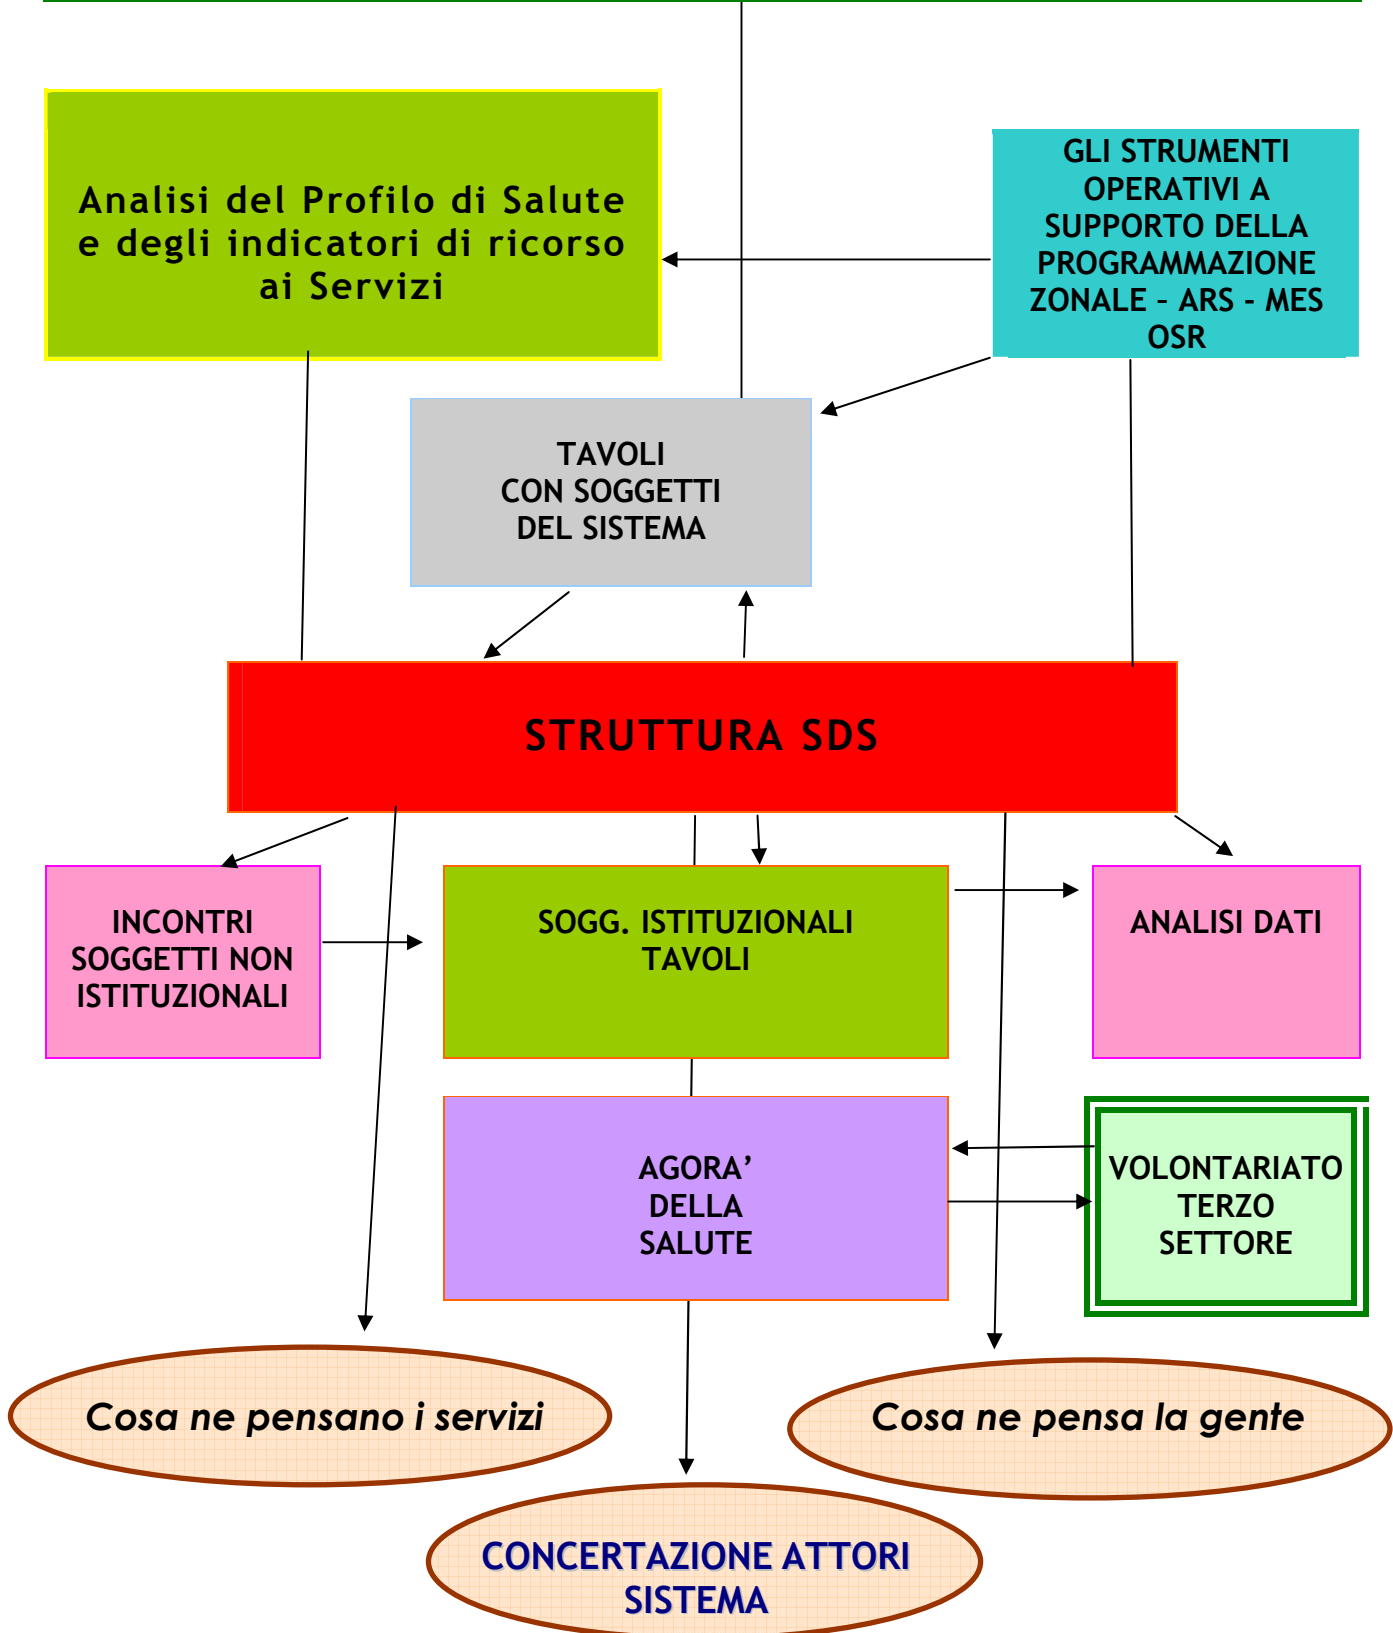 Analisi del Profilo di Salute
e degli indicatori di ricorso
ai Servizi
GLI STRUMENTI
OPERATIVI A
SUPPORTO DELLA
PROGRAMMAZIONE
ZONALE – ARS - MES
OSR
TAVOLI
CON SOGGETTI
DEL SISTEMA
STRUTTURA SDS
INCONTRI
SOGGETTI NON
ISTITUZIONALI
SOGG. ISTITUZIONALI
TAVOLI
ANALISI DATI
AGORA’
DELLA
SALUTE
VOLONTARIATO
TERZO
SETTORE
Cosa ne pensano i servizi
Cosa ne pensa la gente
CONCERTAZIONE ATTORI
SISTEMA